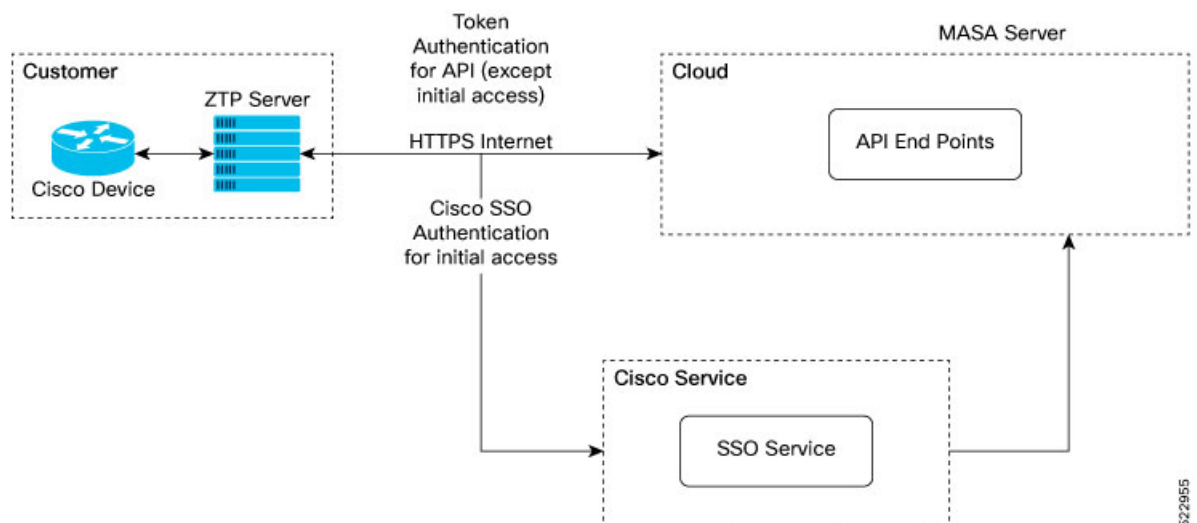 Token
Authentication
for API (except
initial access)
MASA Server
Customer
Cloud
ZTP Server
API End Points
HTTPS Internet
Cisco Device
Cisco SSO
Authentication
for initial access
Cisco Service
SSO Service
522955